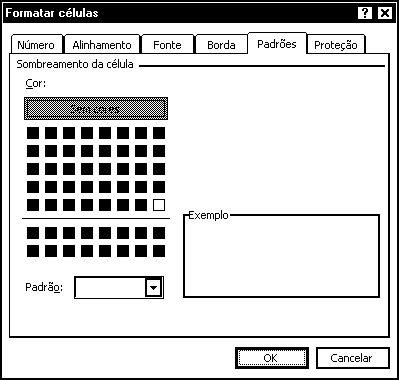 Formatar células
Número Alinhamento Fonte Borda Padrões Proteção
Sombreamento da célula
Cor:
Sem cores
Exemplo
Padrão:
OK Cancelar